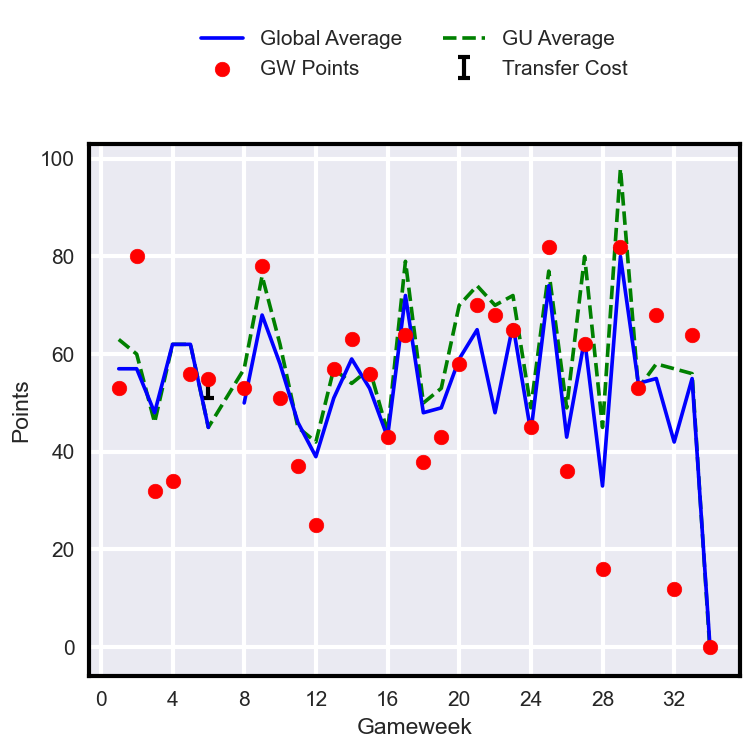 Global Average
GU Average
GW Points
Transfer Cost
100
80
60
40
20
0
Points
0 4 8 12 16 20 24 28 32
Gameweek